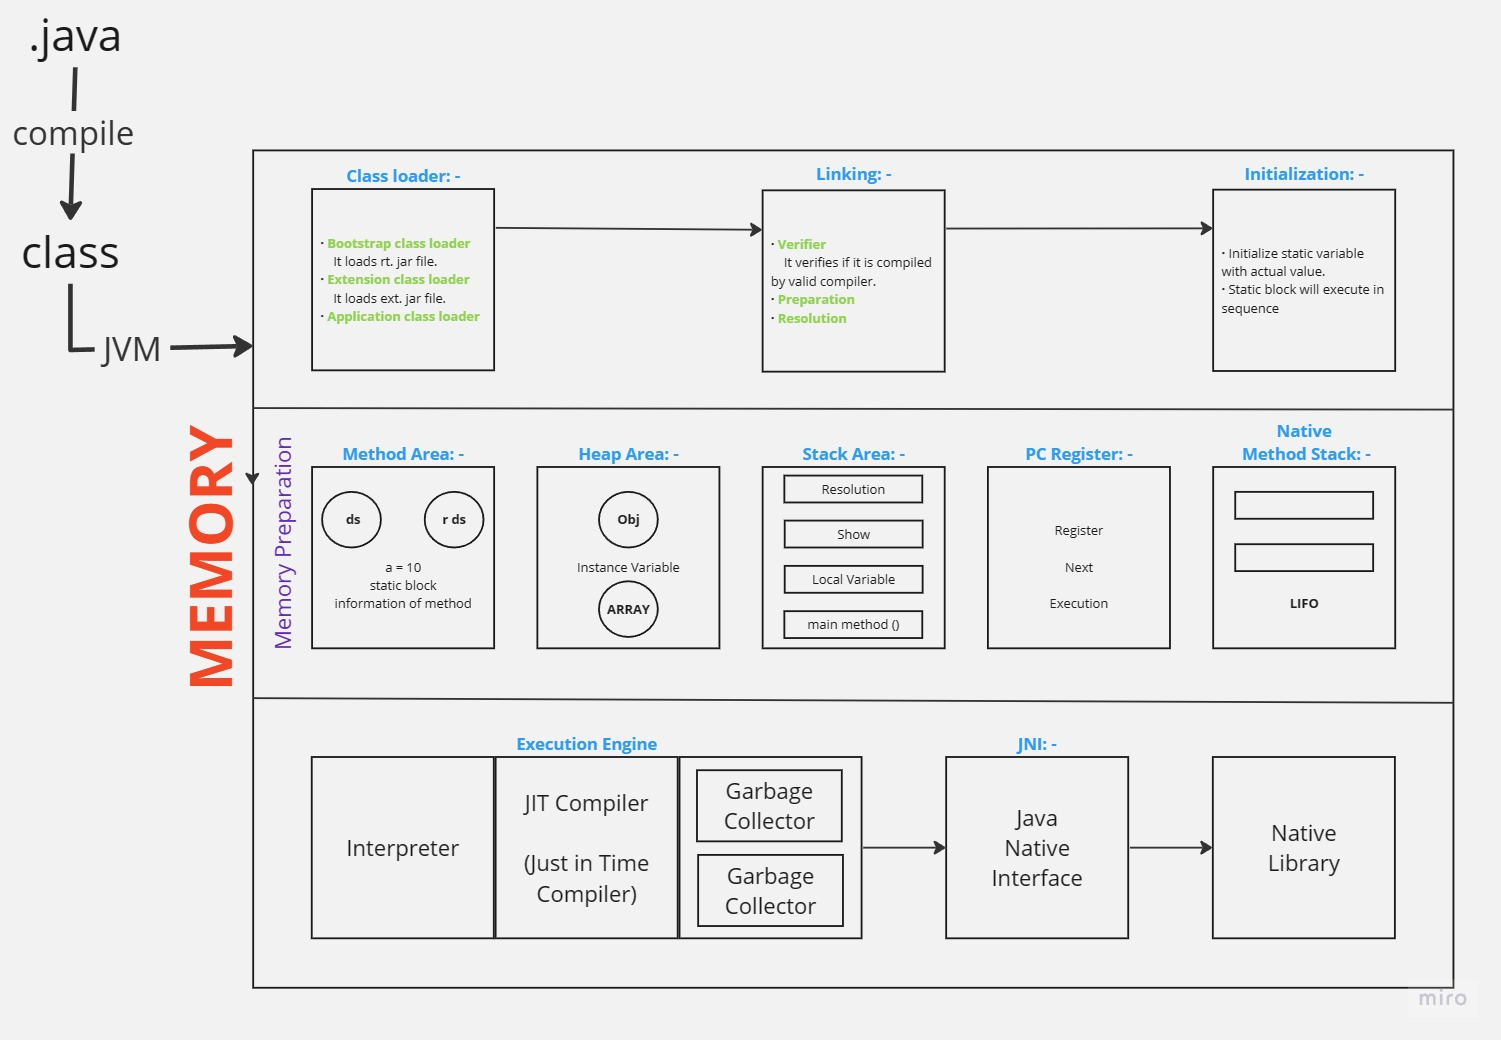 .java
compile
class
JVM
Class loader: -
· Bootstrap class loader
It loads rt. jar file.
· Extension class loader
It loads ext. jar file.
· Application class loader
Linking: -
· Verifier
It verifies if it is compiled
by valid compiler.
· Preparation
· Resolution
Initialization: -
· Initialize static variable
with actual value.
· Static block will execute in
sequence
MEMORY
Memory Preparation
Method Area: -
ds
r ds
a = 10
static block
information of method
Heap Area: -
Obj
Instance Variable
ARRAY
Stack Area: -
Resolution
Show
Local Variable
main method ()
PC Register: -
Register
Next
Execution
Native
Method Stack: -
LIFO
Execution Engine
Interpreter
JIT Compiler
(Just in Time
Compiler)
Garbage
Collector
Garbage
Collector
JNI: -
Java
Native
Interface
Native
Library
miro